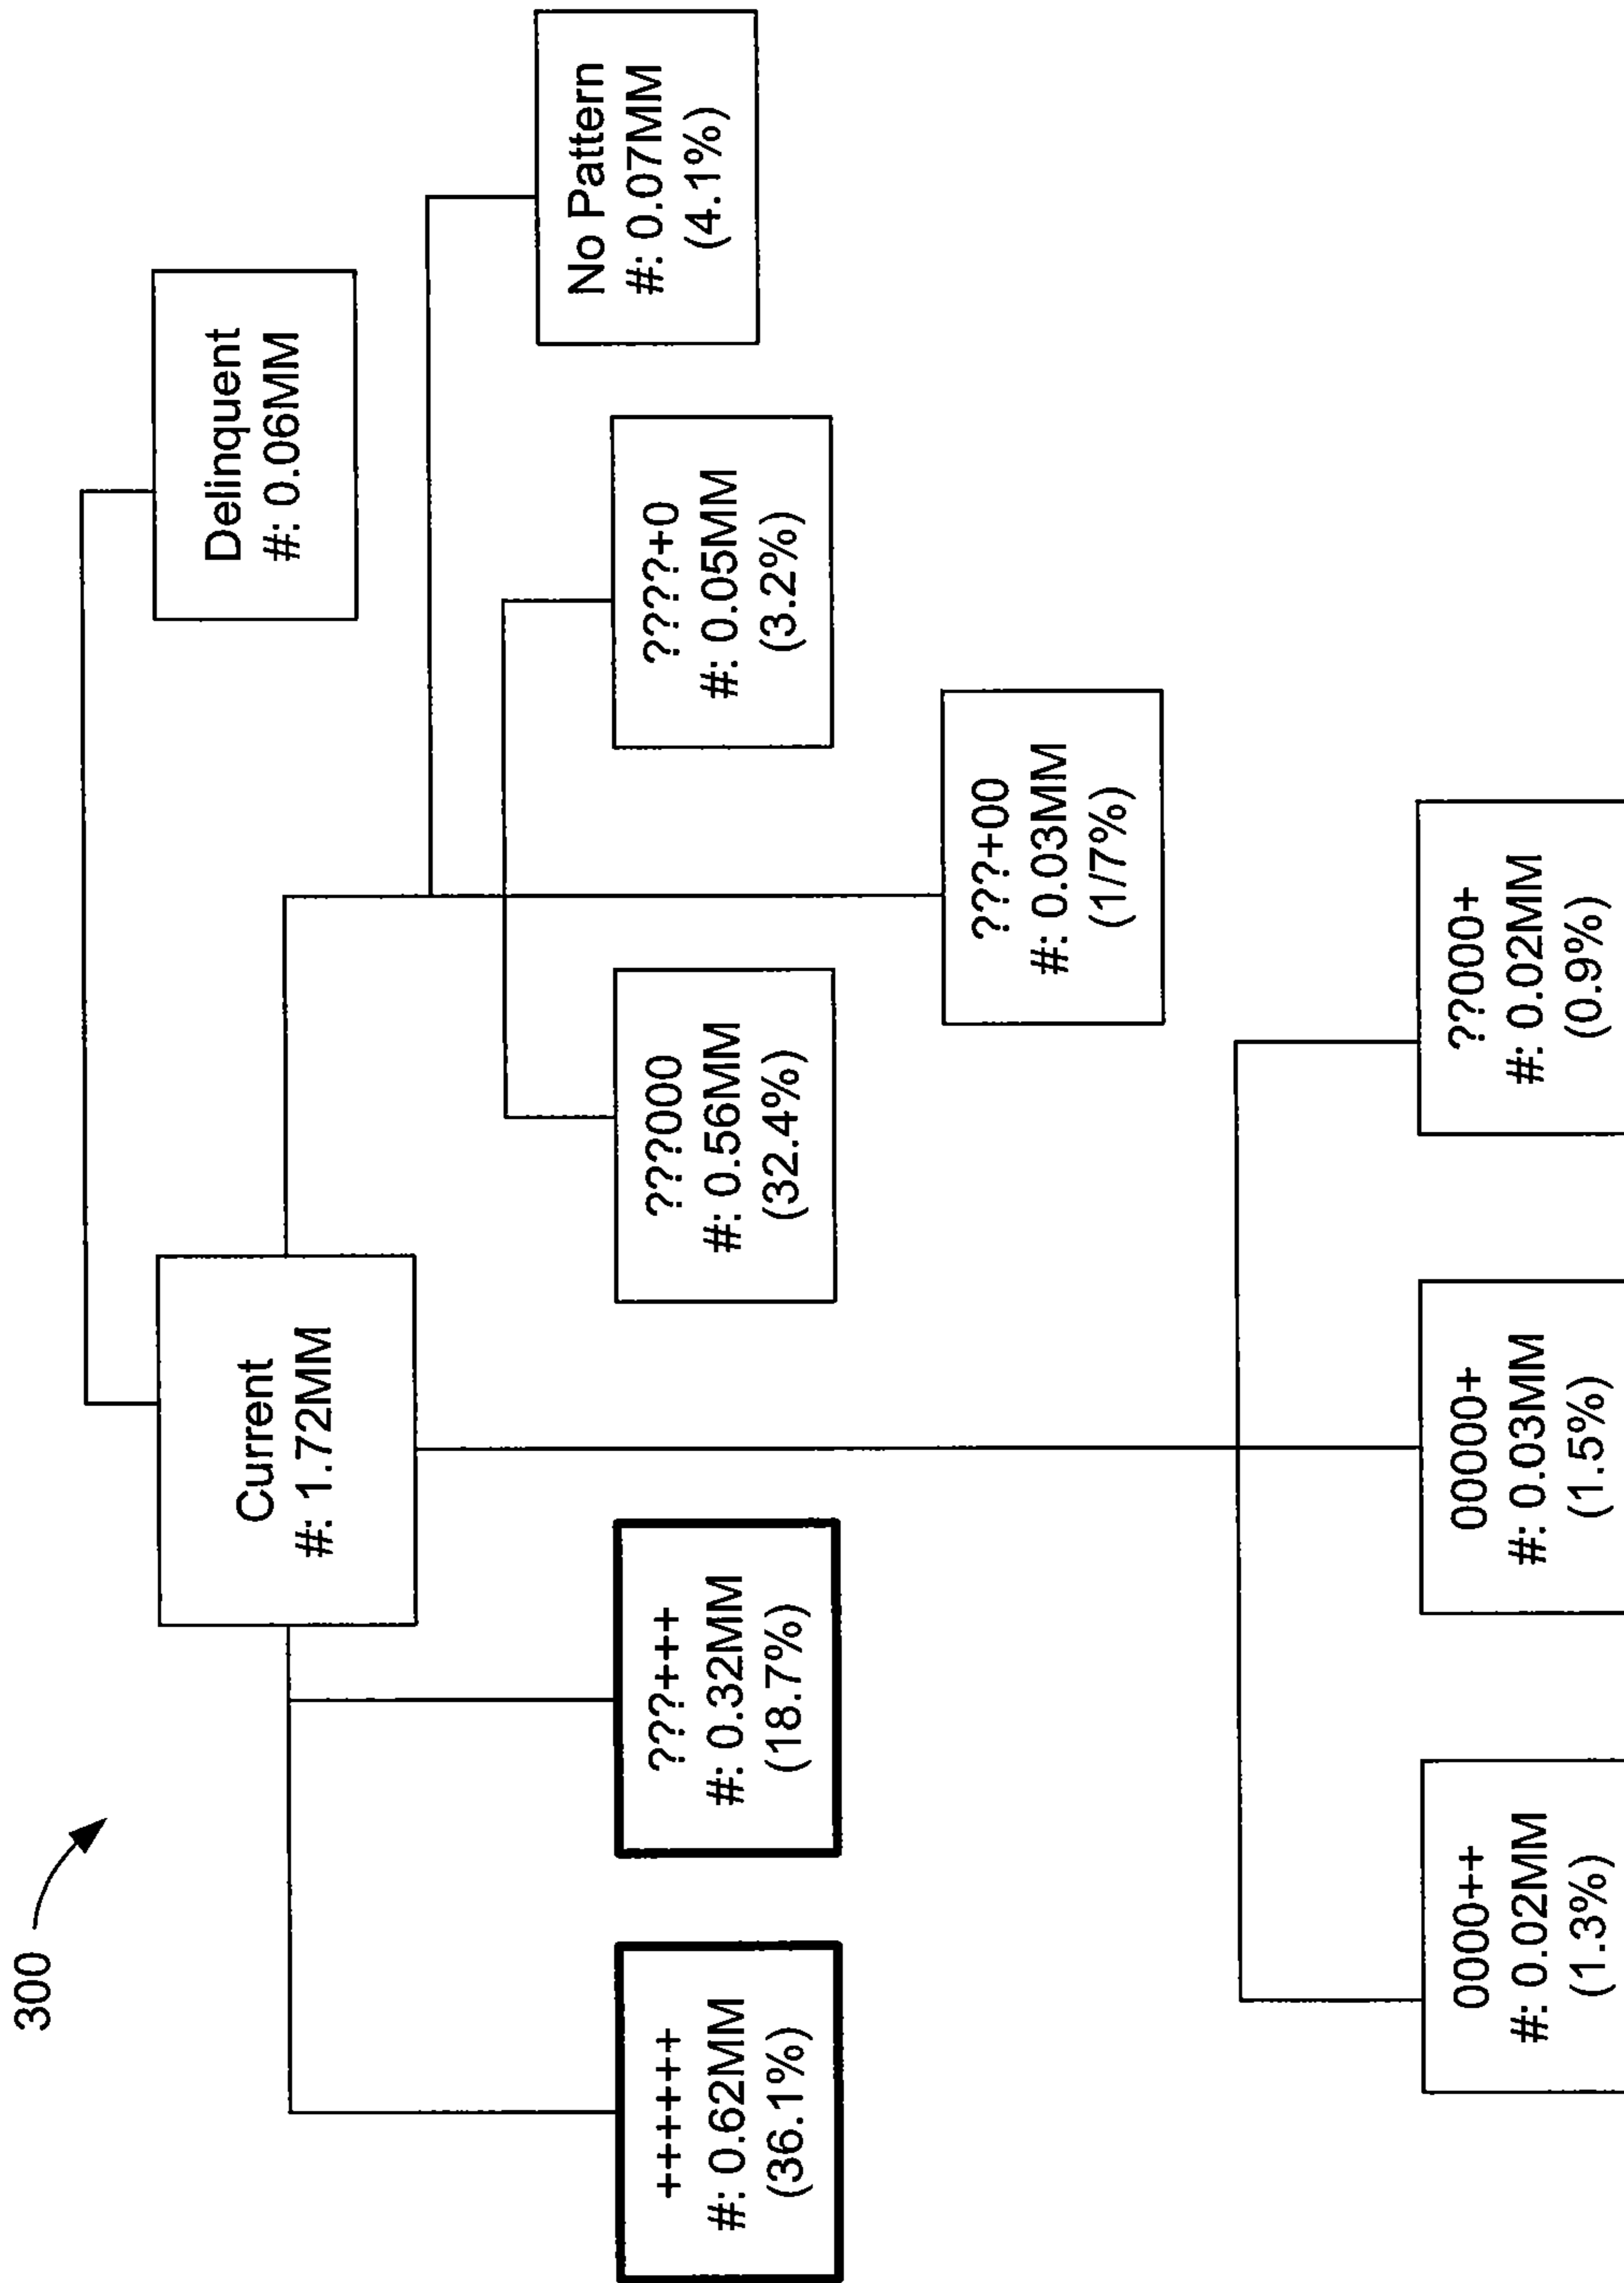 300
Current
#: 1.72MM
Delinquent
#: 0.06MM
++++++
#: 0.62MM
(36.1%)
???+++
#: 0.32MM
(18.7%)
???000
#: 0.56MM
(32.4%)
????+0
#: 0.05MM
(3.2%)
No Pattern
#: 0.07MM
(4.1%)
???+00
#: 0.03MM
(1/7%)
0000++
#: 0.02MM
(1.3%)
00000+
#: 0.03MM
(1.5%)
??000+
#: 0.02MM
(0.9%)